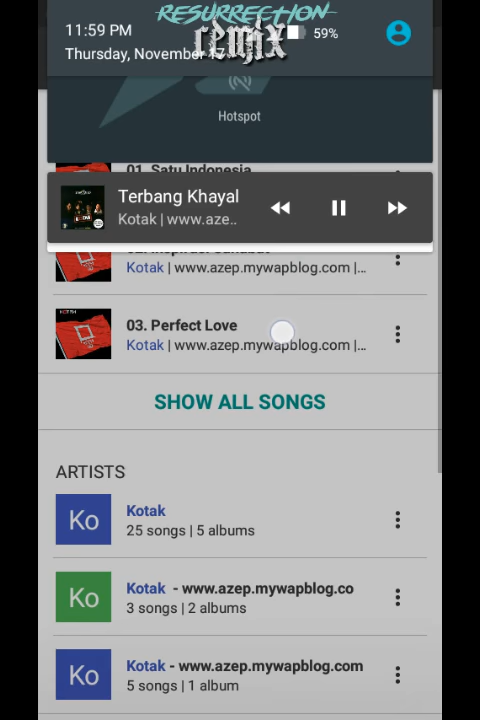 RESURRECTION
remix
11:59 PM
59%
Thursday, November 17
Hotspot
01. Satu Indonesia
Terbang Khayal
Kotak | www.aze..
Kotak | www.azep.mywapblog.com |...
03. Perfect Love
Kotak | www.azep.mywapblog.com |...
SHOW ALL SONGS
ARTISTS
Ko
Kotak
25 songs | 5 albums
Ko
Kotak - www.azep.mywapblog.co
3 songs | 2 albums
Ko
Kotak - www.azep.mywapblog.com
5 songs | 1 album